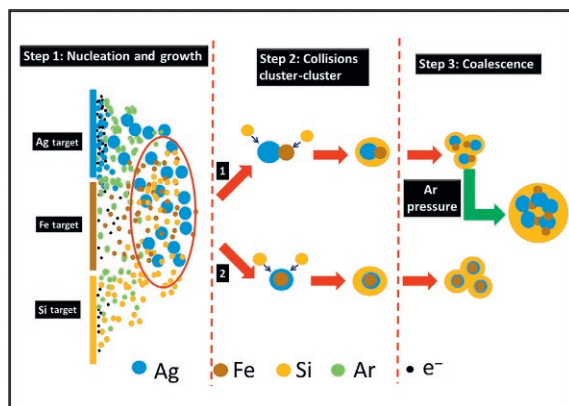 Step 1: Nucleation and growth
Step 2: Collisions
cluster-cluster
Step 3: Coalescence
Ag target
Fe target
Si target
1
2
Ar
pressure
Ag
Fe
Si
Ar
e⁻